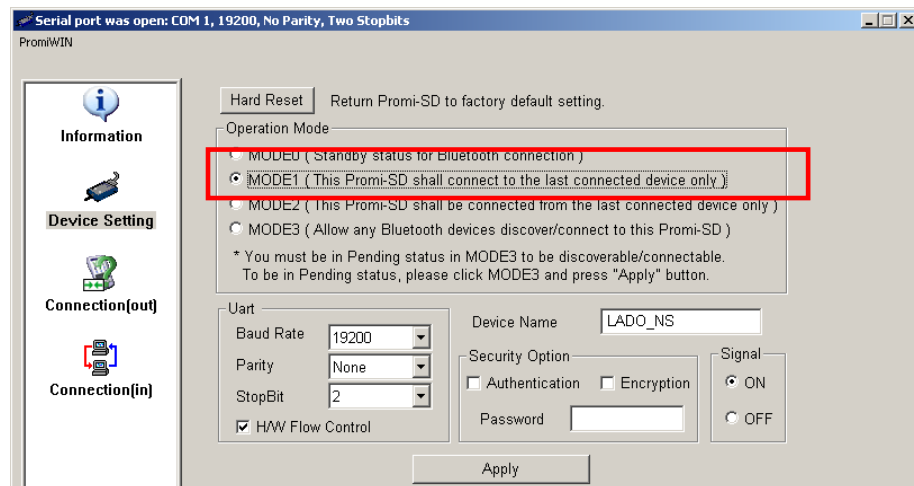 Serial port was open: COM 1, 19200, No Parity, Two Stopbits
PromiWIN
Information
Device Setting
Connection(out)
Connection(in)
Hard Reset Return Promi-SD to factory default setting.
Operation Mode
MODE0 ( Standby status for Bluetooth connection )
MODE1 ( This Promi-SD shall connect to the last connected device only )
MODE2 ( This Promi-SD shall be connected from the last connected device only )
MODE3 ( Allow any Bluetooth devices discover/connect to this Promi-SD )
* You must be in Pending status in MODE3 to be discoverable/connectable.
To be in Pending status, please click MODE3 and press "Apply" button.
Uart
Baud Rate 19200
Parity None
StopBit 2
H/W Flow Control
Device Name LADO_NS
Security Option
Authentication Encryption
Password
Signal
ON
OFF
Apply